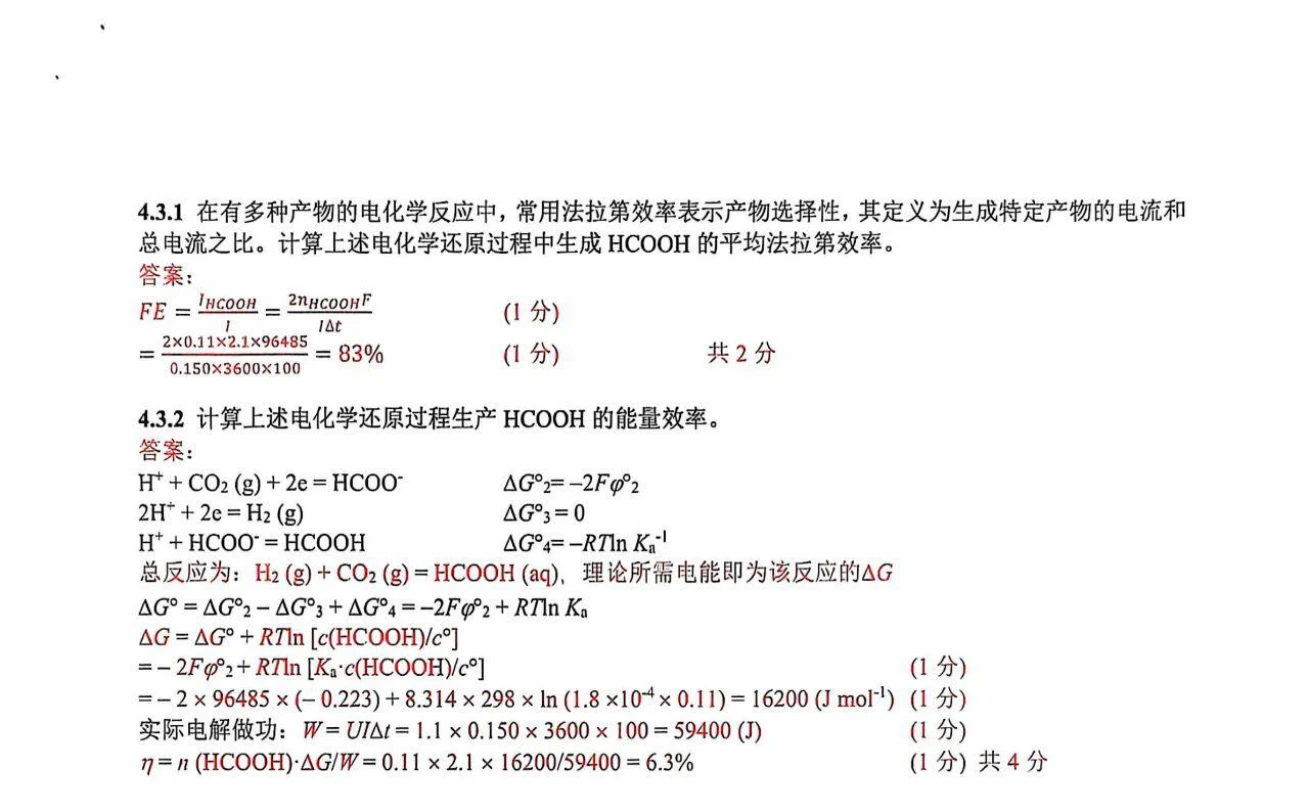 4.3.1 在有多种产物的电化学反应中，常用法拉第效率表示产物选择性，其定义为生成特定产物的电流和
总电流之比。计算上述电化学还原过程中生成 HCOOH 的平均法拉第效率。
答案：
FE = I_HCOOH/I = 2n_HCOOH F/IΔt (1 分)
= 2×0.11×2.1×96485/0.150×3600×100 = 83% (1 分) 共 2 分
4.3.2 计算上述电化学还原过程生产 HCOOH 的能量效率。
答案：
H⁺ + CO₂ (g) + 2e = HCOO⁻ ΔG°₂= −2Fφ°₂
2H⁺ + 2e = H₂ (g) ΔG°₃ = 0
H⁺ + HCOO⁻ = HCOOH ΔG°₄= −RTln Kₐ⁻¹
总反应为：H₂ (g) + CO₂ (g) = HCOOH (aq)，理论所需电能即为该反应的ΔG
ΔG° = ΔG°₂ − ΔG°₃ + ΔG°₄ = −2Fφ°₂ + RTln Kₐ
ΔG = ΔG° + RTln [c(HCOOH)/c°]
= − 2Fφ°₂ + RTln [Kₐ·c(HCOOH)/c°] (1 分)
= − 2 × 96485 × (− 0.223) + 8.314 × 298 × ln (1.8 ×10⁻⁴ × 0.11) = 16200 (J mol⁻¹) (1 分)
实际电解做功：W = UIΔt = 1.1 × 0.150 × 3600 × 100 = 59400 (J) (1 分)
η = n (HCOOH)·ΔG/W = 0.11 × 2.1 × 16200/59400 = 6.3% (1 分) 共 4 分